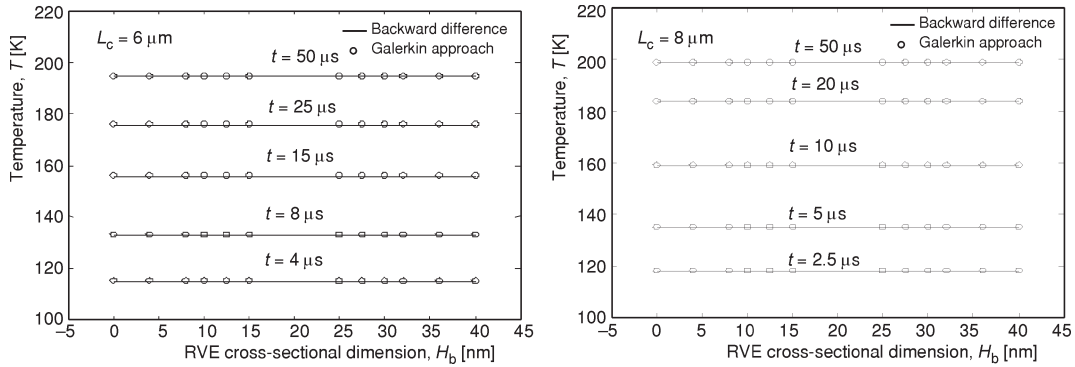 220
200
180
160
140
120
100
Temperature, T [K]
L_c = 6 μm
Backward difference
Galerkin approach
t = 50 μs
t = 25 μs
t = 15 μs
t = 8 μs
t = 4 μs
–5 0 5 10 15 20 25 30 35 40 45
RVE cross-sectional dimension, H_b [nm]
220
200
180
160
140
120
100
Temperature, T [K]
L_c = 8 μm
Backward difference
Galerkin approach
t = 50 μs
t = 20 μs
t = 10 μs
t = 5 μs
t = 2.5 μs
–5 0 5 10 15 20 25 30 35 40 45
RVE cross-sectional dimension, H_b [nm]